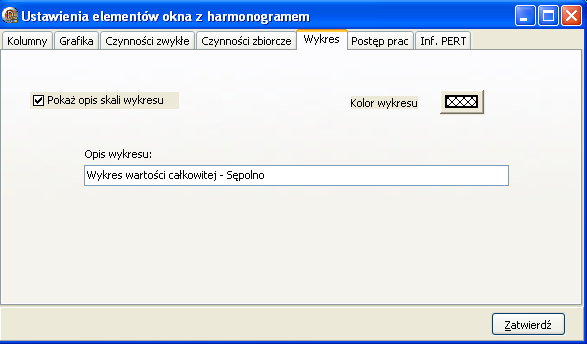 Ustawienia elementów okna z harmonogramem
Kolumny Grafika Czynności zwykłe Czynności zbiorcze Wykres Postęp prac Inf. PERT
Pokaż opis skali wykresu Kolor wykresu
Opis wykresu:
Wykres wartości całkowitej - Sępolno
Zatwierdź